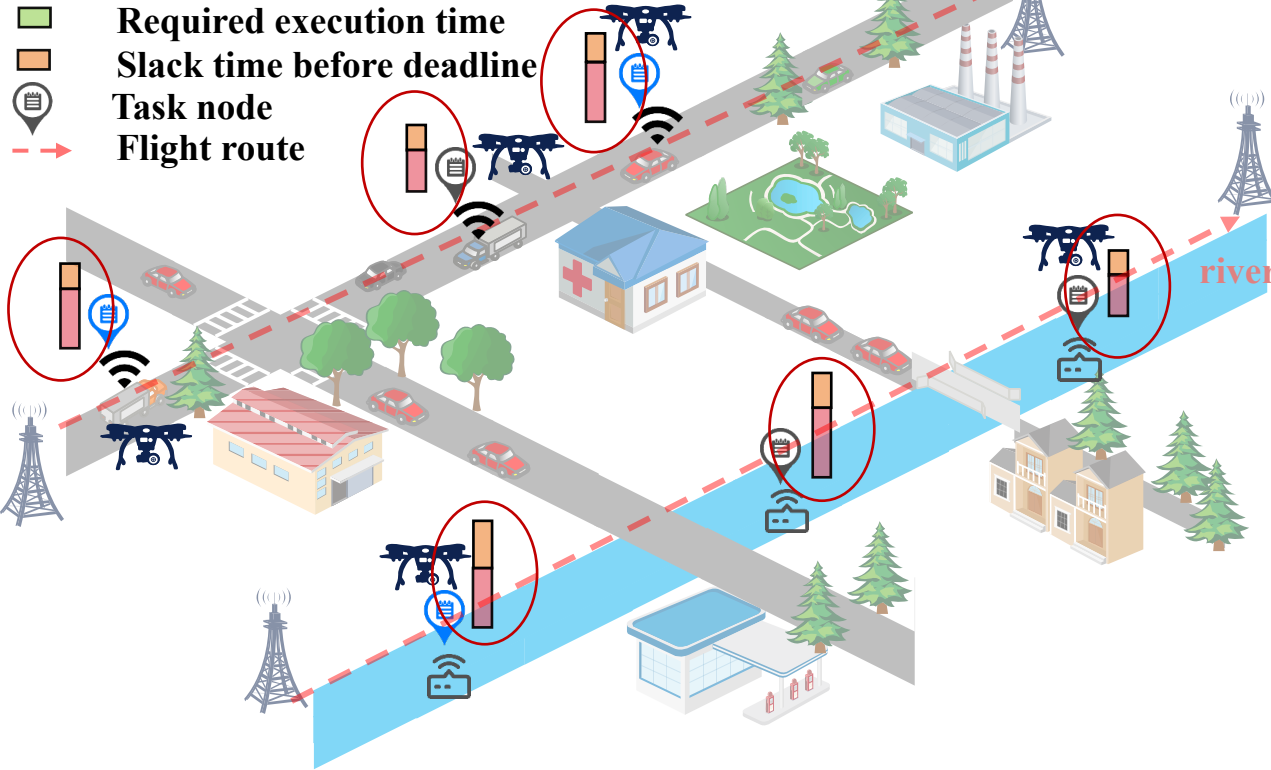 Required execution time
Slack time before deadline
Task node
Flight route
river